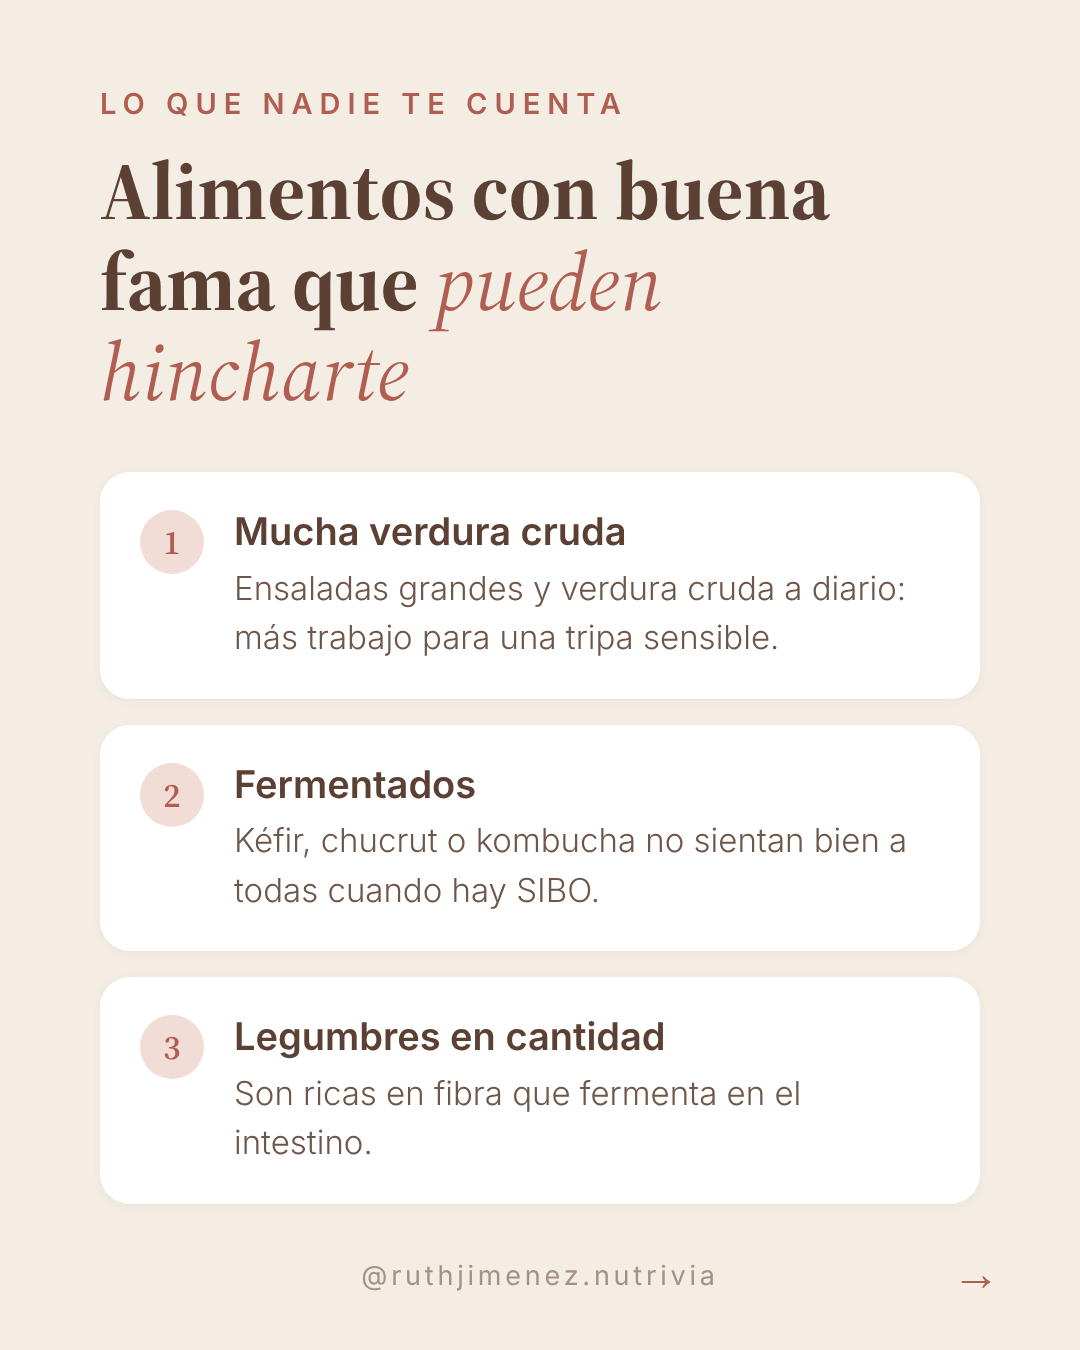 LO QUE NADIE TE CUENTA
Alimentos con buena
fama que pueden
hincharte
1
Mucha verdura cruda
Ensaladas grandes y verdura cruda a diario:
más trabajo para una tripa sensible.
2
Fermentados
Kéfir, chucrut o kombucha no sientan bien a
todas cuando hay SIBO.
3
Legumbres en cantidad
Son ricas en fibra que fermenta en el
intestino.
@ruthjimenez.nutrivia →